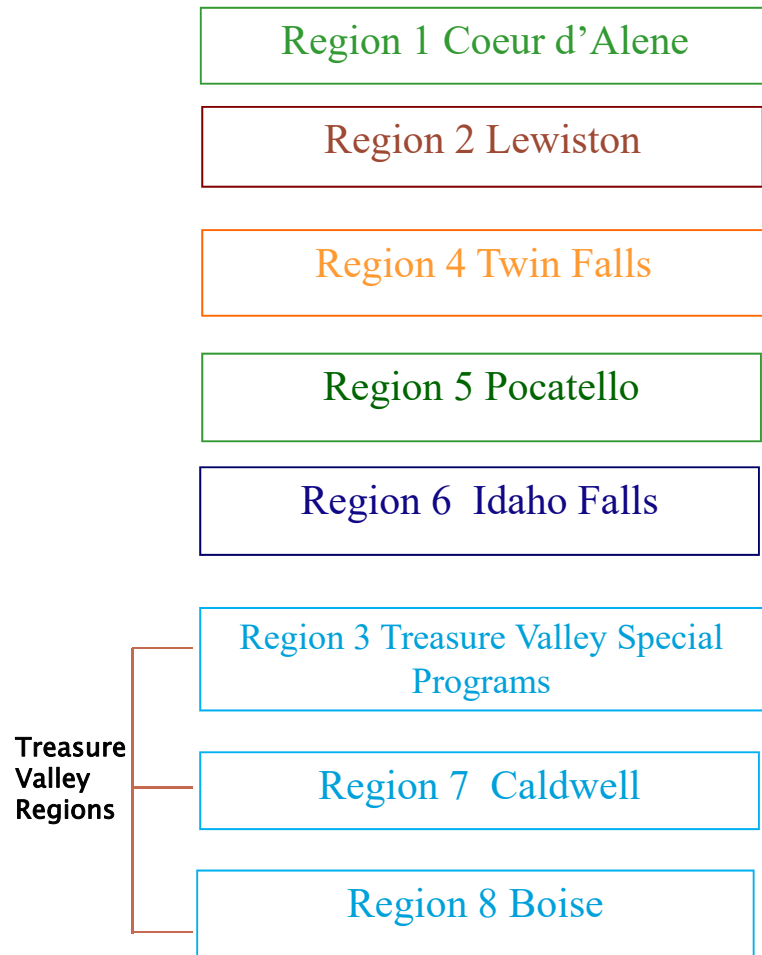 Region 1 Coeur d’Alene
Region 2 Lewiston
Region 4 Twin Falls
Region 5 Pocatello
Region 6  Idaho Falls
Region 3 Treasure Valley Special
Programs
Treasure
Valley
Regions
Region 7  Caldwell
Region 8 Boise